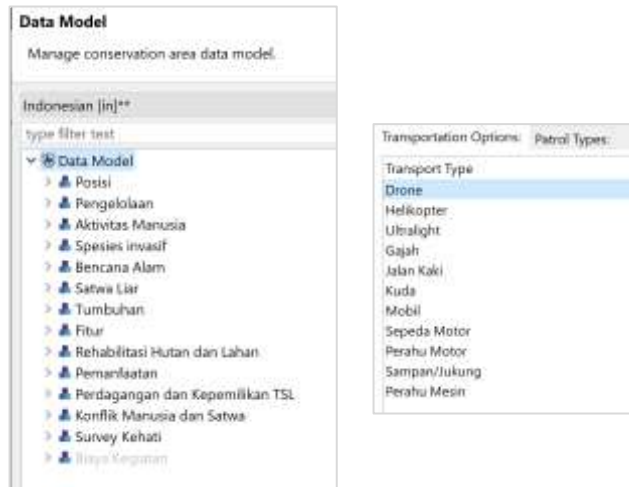 Data Model
Manage conservation area data model.
Indonesian [in]**
type filter text
Data Model
Posisi
Pengelolaan
Aktivitas Manusia
Spesies invasif
Bencana Alam
Satwa Liar
Tumbuhan
Fitur
Rehabilitasi Hutan dan Lahan
Pemanfaatan
Perdagangan dan Kepemilikan TSL
Konflik Manusia dan Satwa
Survey Kehati
Biaya Kegiatan
Transportation Options: Patrol Types:
Transport Type
Drone
Helikopter
Ultralight
Gajah
Jalan Kaki
Kuda
Mobil
Sepeda Motor
Perahu Motor
Sampan/Jukung
Perahu Mesin